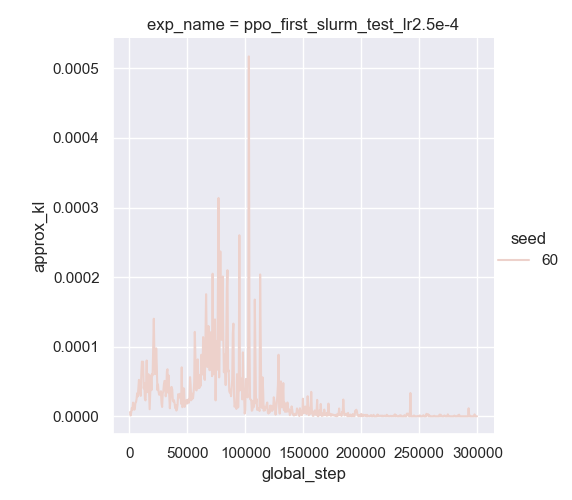 exp_name = ppo_first_slurm_test_lr2.5e-4
0.0005
0.0004
0.0003
0.0002
0.0001
0.0000
approx_kl
0 50000 100000 150000 200000 250000 300000
global_step
seed
60